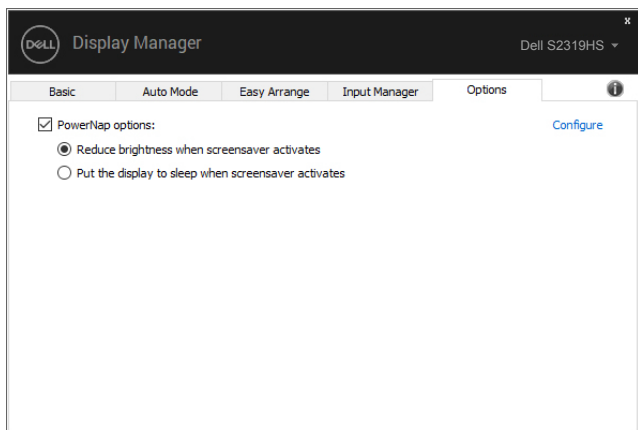 x
DELL Display Manager Dell S2319HS
Basic Auto Mode Easy Arrange Input Manager Options i
PowerNap options: Configure
Reduce brightness when screensaver activates
Put the display to sleep when screensaver activates